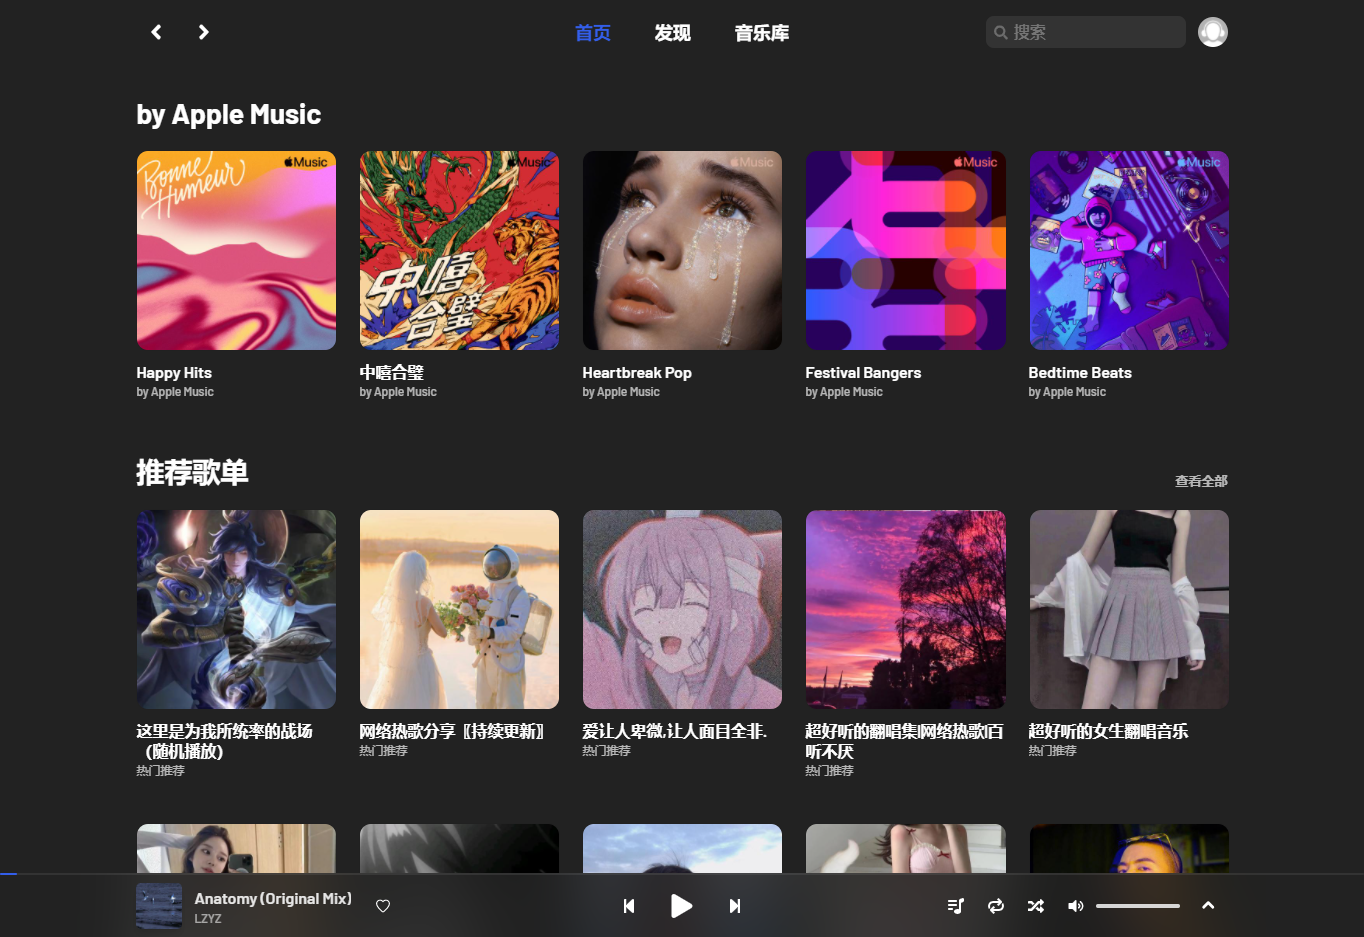 首页 发现 音乐库 搜索
by Apple Music
Bonne Humeur
Music
Music
中嘻合璧
Music
Music
Music
Happy Hits
by Apple Music
中嘻合璧
by Apple Music
Heartbreak Pop
by Apple Music
Festival Bangers
by Apple Music
Bedtime Beats
by Apple Music
推荐歌单
查看全部
这里是为我所统率的战场
（随机播放）
热门推荐
网络热歌分享〖持续更新〗
热门推荐
爱让人卑微,让人面目全非.
热门推荐
超好听的翻唱集|网络热歌|百
听不厌
热门推荐
超好听的女生翻唱音乐
热门推荐
Anatomy (Original Mix)
LZYZ